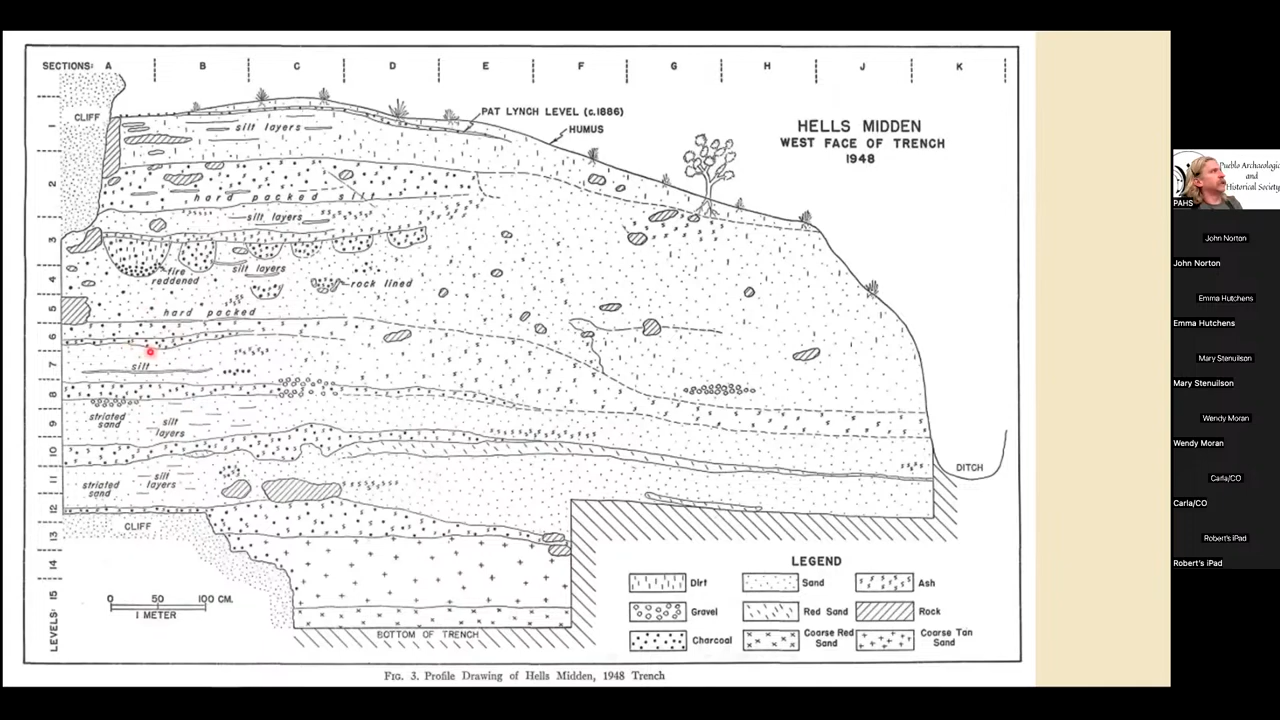 SECTIONS: A B C D E F G H J K
CLIFF
PAT LYNCH LEVEL (c.1886)
HUMUS
HELLS MIDDEN
WEST FACE OF TRENCH
1948
silt layers
hard packed silt
silt layers
fire
reddened
silt layers
rock lined
hard packed
silt
striated
sand
silt
layers
striated
sand
silt
layers
CLIFF
DITCH
1
2
3
4
5
6
7
8
9
10
11
12
13
14
15
LEVELS:
0 50 100 CM.
1 METER
BOTTOM OF TRENCH
LEGEND
Dirt Sand Ash
Gravel Red Sand Rock
Charcoal Coarse Red Sand Coarse Tan Sand
FIG. 3. Profile Drawing of Hells Midden, 1948 Trench
Pueblo Archaeologic
and
Historical Society
PAHS
John Norton
John Norton
Emma Hutchens
Emma Hutchens
Mary Stenuilson
Mary Stenuilson
Wendy Moran
Wendy Moran
Carla/CO
Carla/CO
Robert's iPad
Robert's iPad